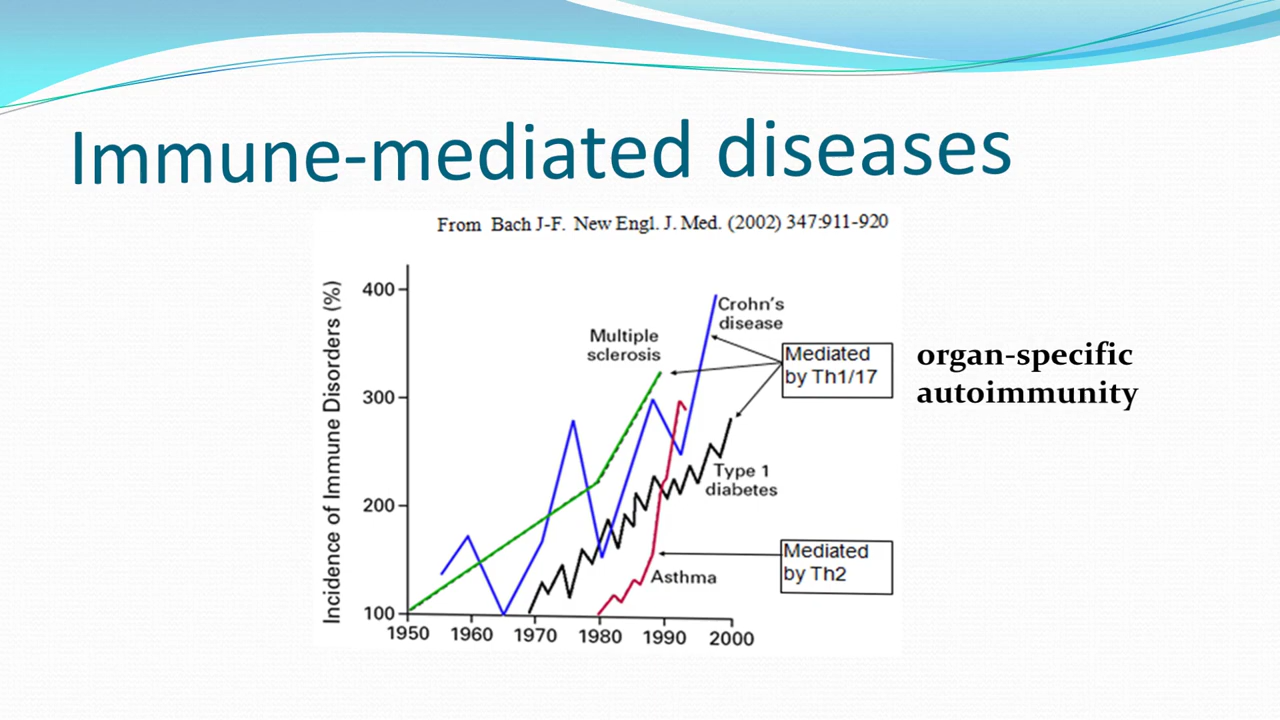 Immune-mediated diseases
From Bach J-F. New Engl. J. Med. (2002) 347:911-920
Incidence of Immune Disorders (%)
400
300
200
100
1950 1960 1970 1980 1990 2000
Multiple
sclerosis
Crohn's
disease
Mediated
by Th1/17
Type 1
diabetes
Asthma
Mediated
by Th2
organ-specific
autoimmunity